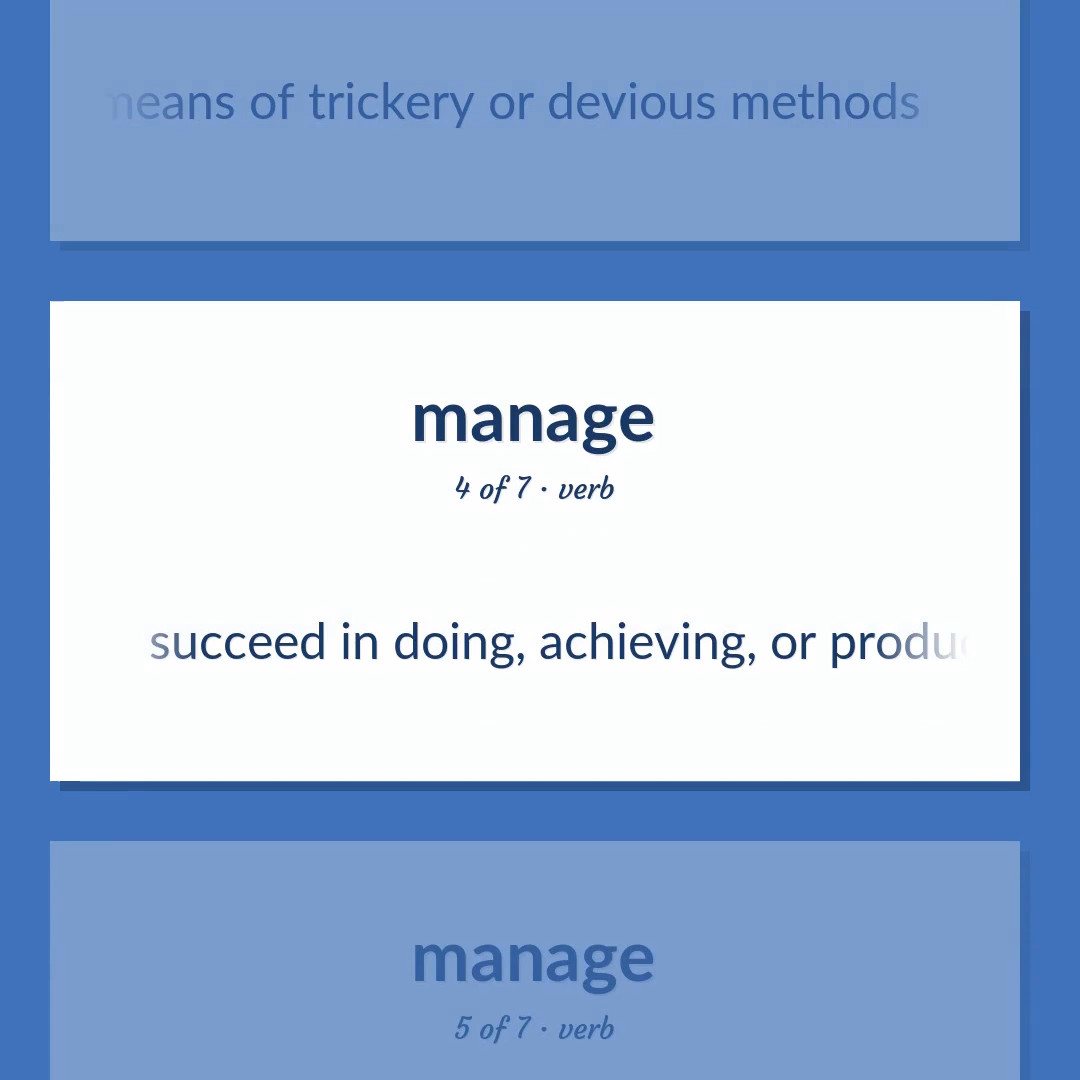 means of trickery or devious methods
manage
4 of 7 · verb
succeed in doing, achieving, or
manage
5 of 7 · verb